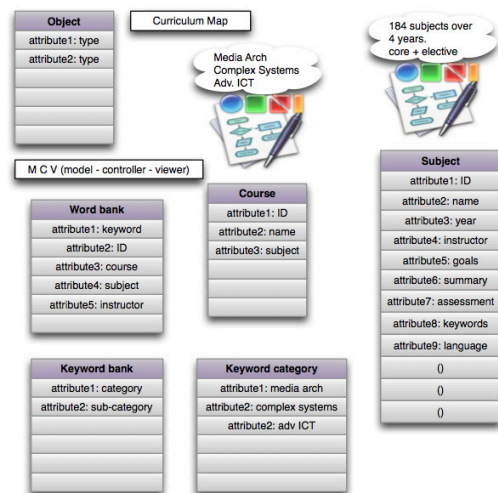 Object
attribute1: type
attribute2: type
Curriculum Map
Media Arch
Complex Systems
Adv. ICT
184 subjects over
4 years.
core + elective
M C V (model - controller - viewer)
Word bank
attribute1: keyword
attribute2: ID
attribute3: course
attribute4: subject
attribute5: instructor
Course
attribute1: ID
attribute2: name
attribute3: subject
Subject
attribute1: ID
attribute2: name
attribute3: year
attribute4: instructor
attribute5: goals
attribute6: summary
attribute7: assessment
attribute8: keywords
attribute9: language
()
()
()
Keyword bank
attribute1: category
attribute2: sub-category
Keyword category
attribute1: media arch
attribute2: complex systems
attribute2: adv ICT